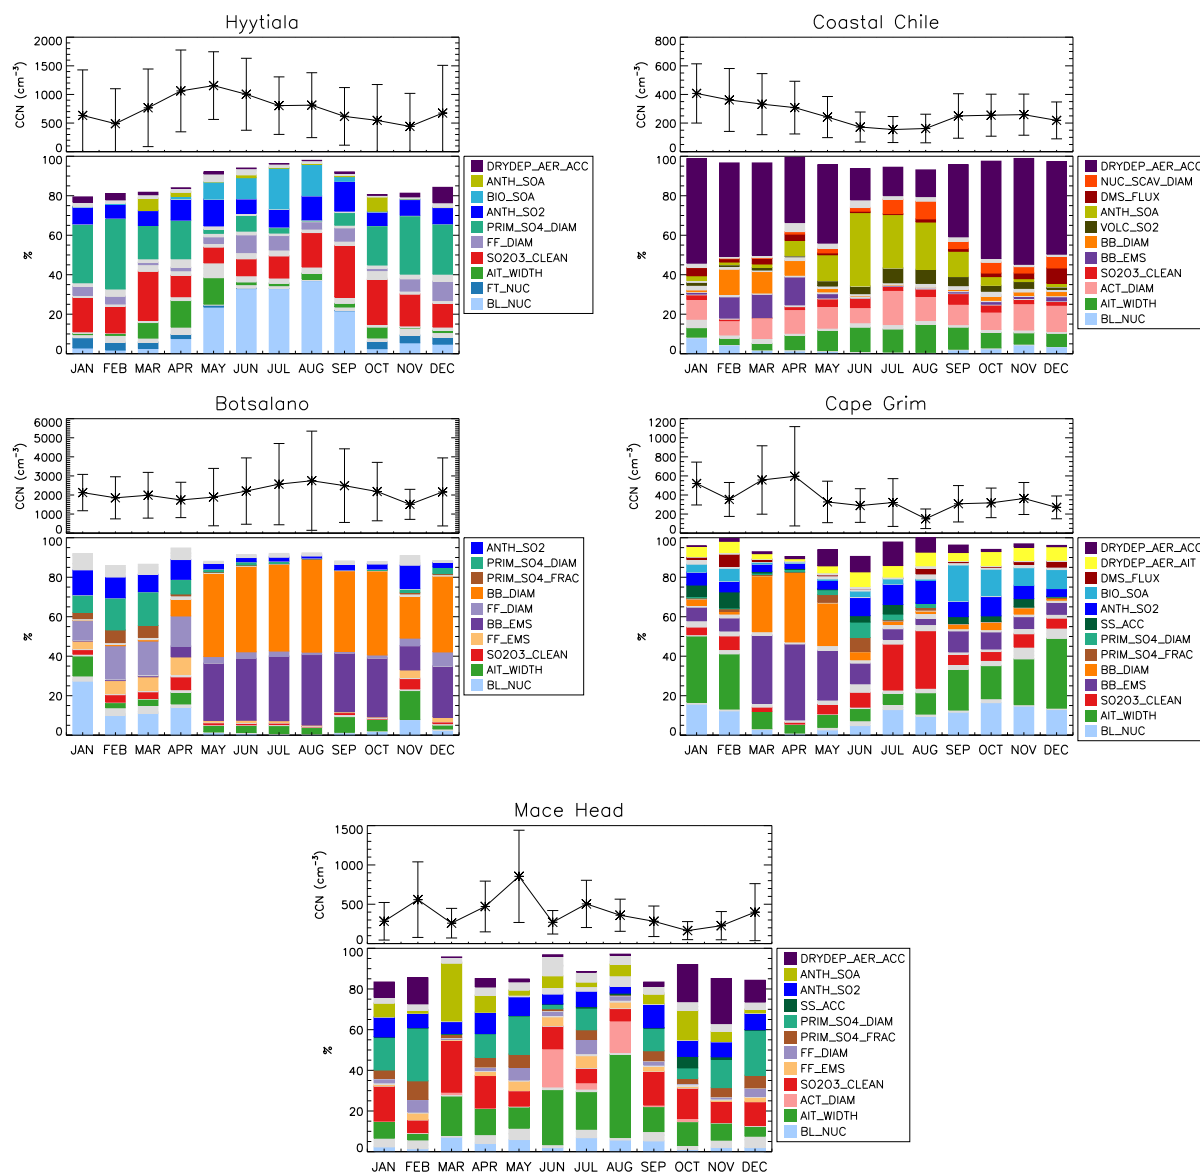 Hyytiala
CCN (cm⁻³)
2000
1500
1000
500
0
%
100
80
60
40
20
0
JAN FEB MAR APR MAY JUN JUL AUG SEP OCT NOV DEC
DRYDEP_AER_ACC
ANTH_SOA
BIO_SOA
ANTH_SO2
PRIM_SO4_DIAM
FF_DIAM
SO2O3_CLEAN
AIT_WIDTH
FT_NUC
BL_NUC
Coastal Chile
CCN (cm⁻³)
800
600
400
200
0
%
100
80
60
40
20
0
JAN FEB MAR APR MAY JUN JUL AUG SEP OCT NOV DEC
DRYDEP_AER_ACC
NUC_SCAV_DIAM
DMS_FLUX
ANTH_SOA
VOLC_SO2
BB_DIAM
BB_EMS
SO2O3_CLEAN
ACT_DIAM
AIT_WIDTH
BL_NUC
Botsalano
CCN (cm⁻³)
6000
5000
4000
3000
2000
1000
0
%
100
80
60
40
20
0
JAN FEB MAR APR MAY JUN JUL AUG SEP OCT NOV DEC
ANTH_SO2
PRIM_SO4_DIAM
PRIM_SO4_FRAC
BB_DIAM
FF_DIAM
BB_EMS
FF_EMS
SO2O3_CLEAN
AIT_WIDTH
BL_NUC
Cape Grim
CCN (cm⁻³)
1200
1000
800
600
400
200
0
%
100
80
60
40
20
0
JAN FEB MAR APR MAY JUN JUL AUG SEP OCT NOV DEC
DRYDEP_AER_ACC
DRYDEP_AER_AIT
DMS_FLUX
BIO_SOA
ANTH_SO2
SS_ACC
PRIM_SO4_DIAM
PRIM_SO4_FRAC
BB_DIAM
BB_EMS
SO2O3_CLEAN
AIT_WIDTH
BL_NUC
Mace Head
CCN (cm⁻³)
1500
1000
500
0
%
100
80
60
40
20
0
JAN FEB MAR APR MAY JUN JUL AUG SEP OCT NOV DEC
DRYDEP_AER_ACC
ANTH_SOA
ANTH_SO2
SS_ACC
PRIM_SO4_DIAM
PRIM_SO4_FRAC
FF_DIAM
FF_EMS
SO2O3_CLEAN
ACT_DIAM
AIT_WIDTH
BL_NUC